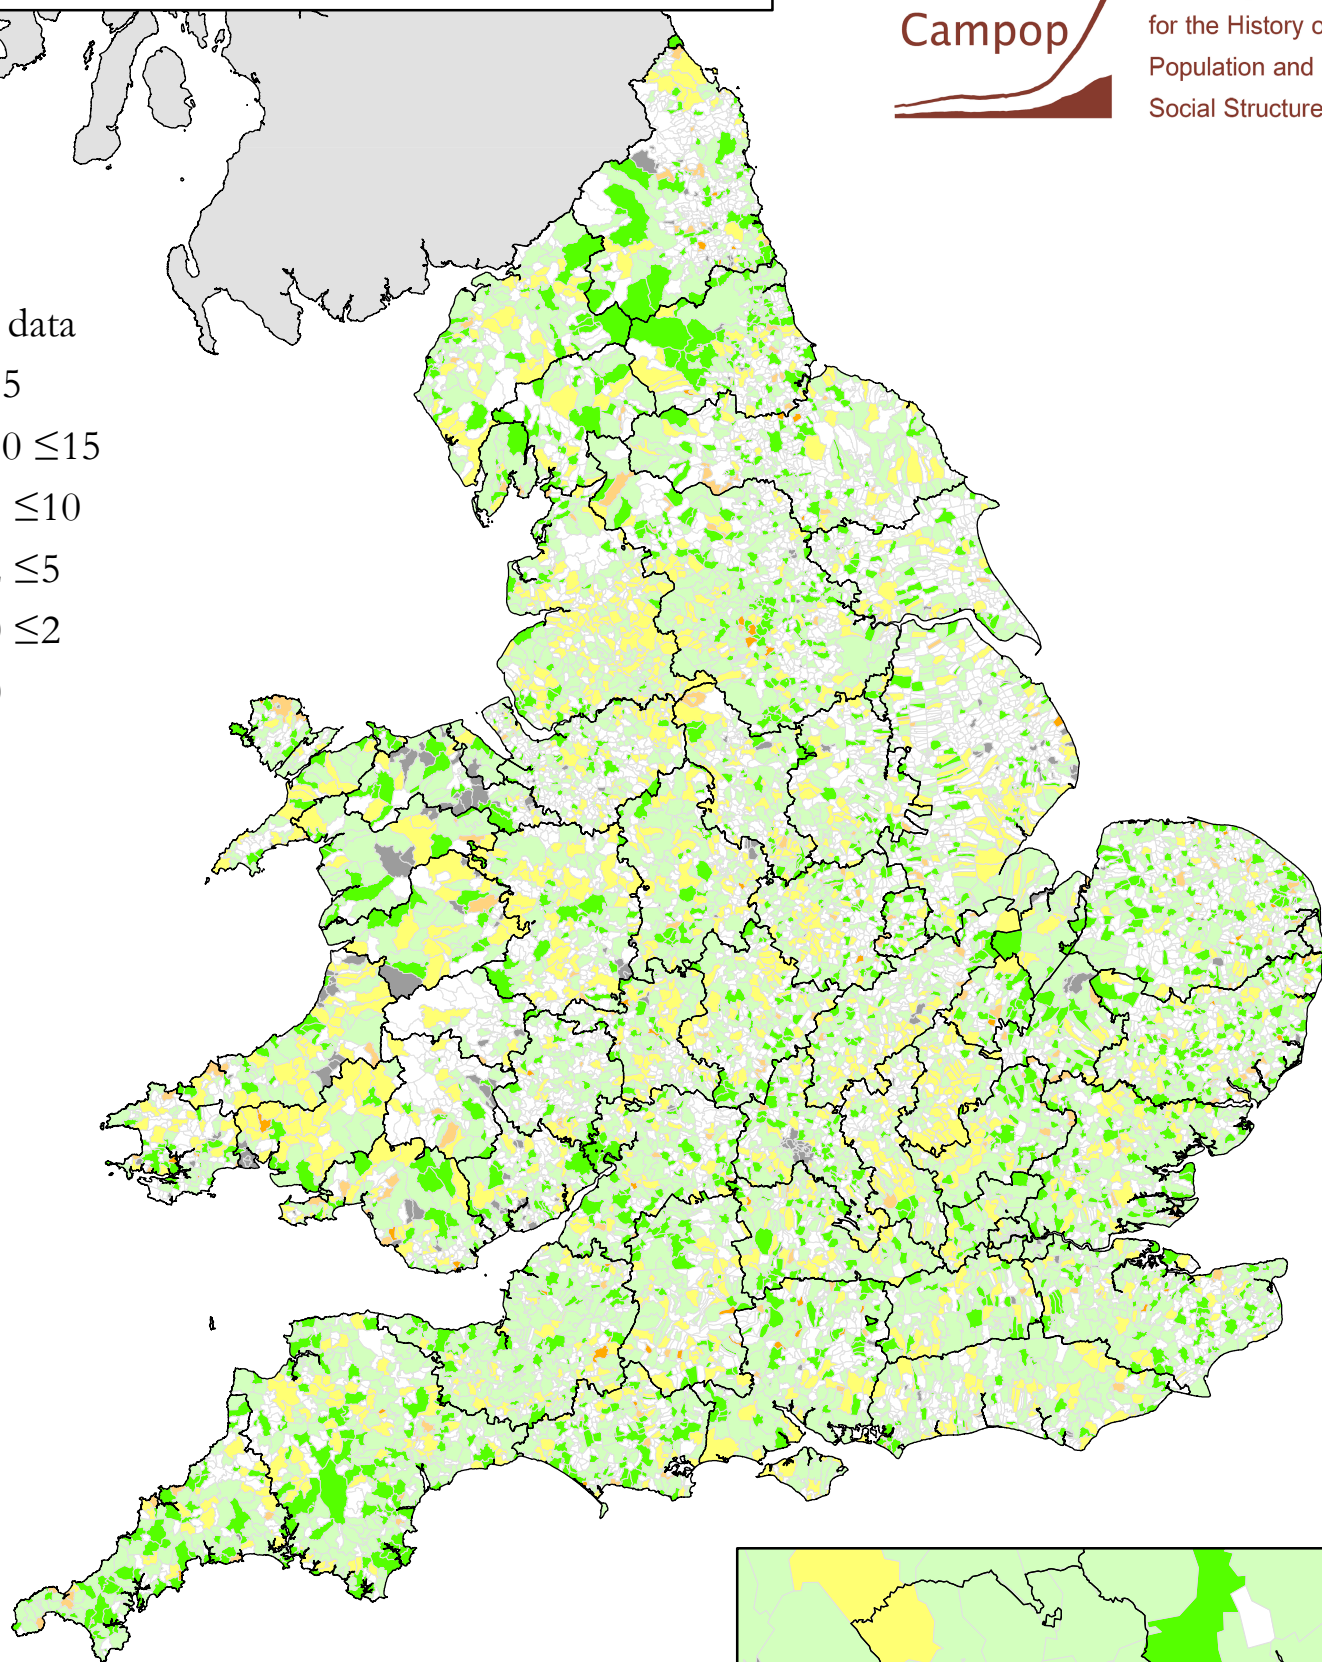 Campop
for the History o
Population and
Social Structure
data
5
0 ≤15
≤10
≤5
≤2